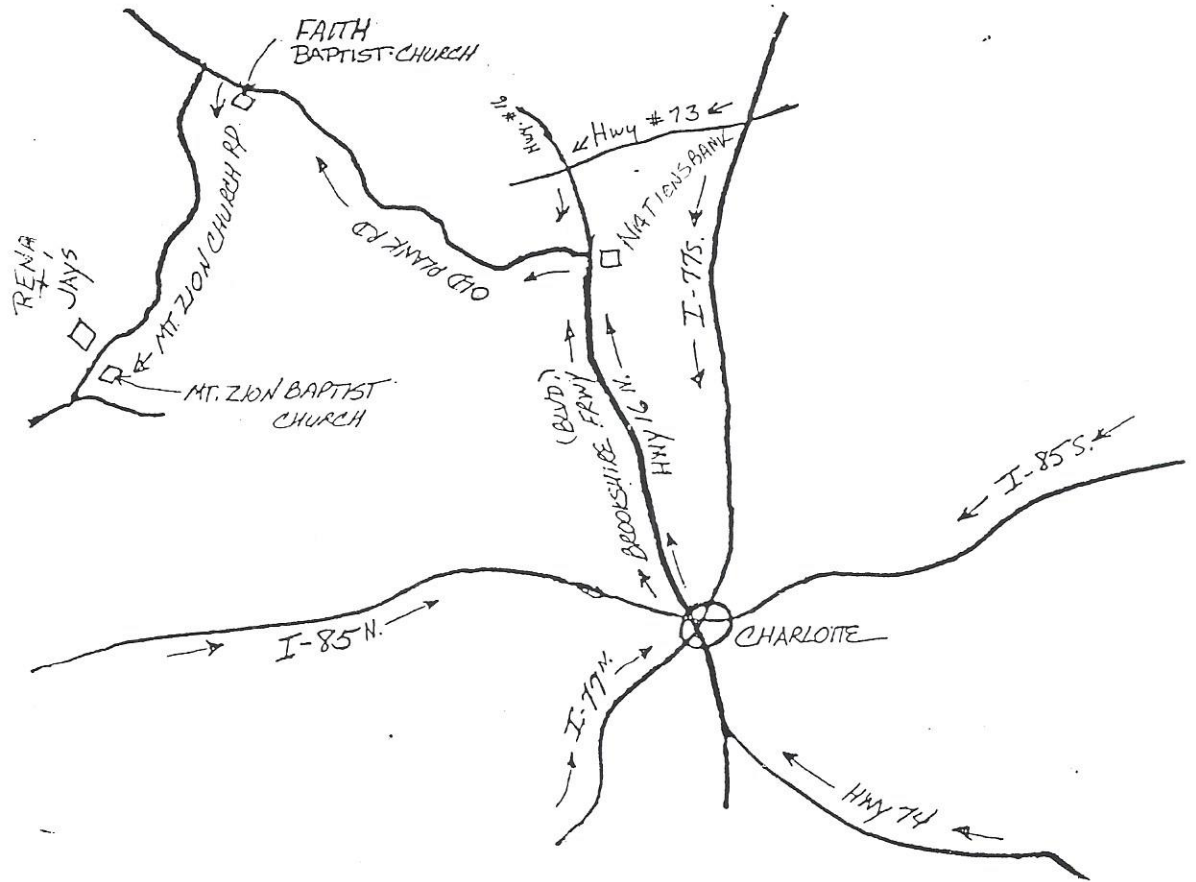 FAITH
BAPTIST CHURCH
HWY. #16
HWY #73
NATIONSBANK
I-77S.
OLD PLANK RD
MT. ZION CHURCH RD.
RENA
+
JAYS
MT. ZION BAPTIST
CHURCH
(BLVD.)
BROOKSHIRE FRWY
HWY 16 N.
I-85 S.
I-85 N.
CHARLOTTE
I-77 N.
HWY 74